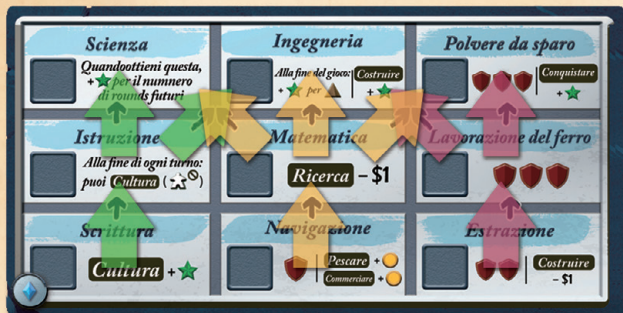 Scienza
Quandoottieni questa,
+ per il numnero
di rounds futuri
Ingegneria
Alla fine del gioco:
+ per
Costruire
+
Polvere da sparo
Conquistare
+
Istruzione
Alla fine di ogni turno:
puoi Cultura ( )
Matematica
Ricerca – $1
Lavorazione del ferro
Scrittura
Cultura +
Navigazione
Pescare +
Commerciare +
Estrazione
Costruire
– $1